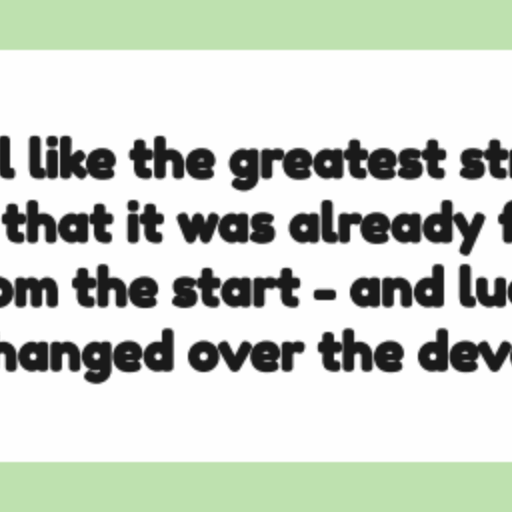 l like the greatest str
that it was already f
om the start - and luc
hanged over the deve